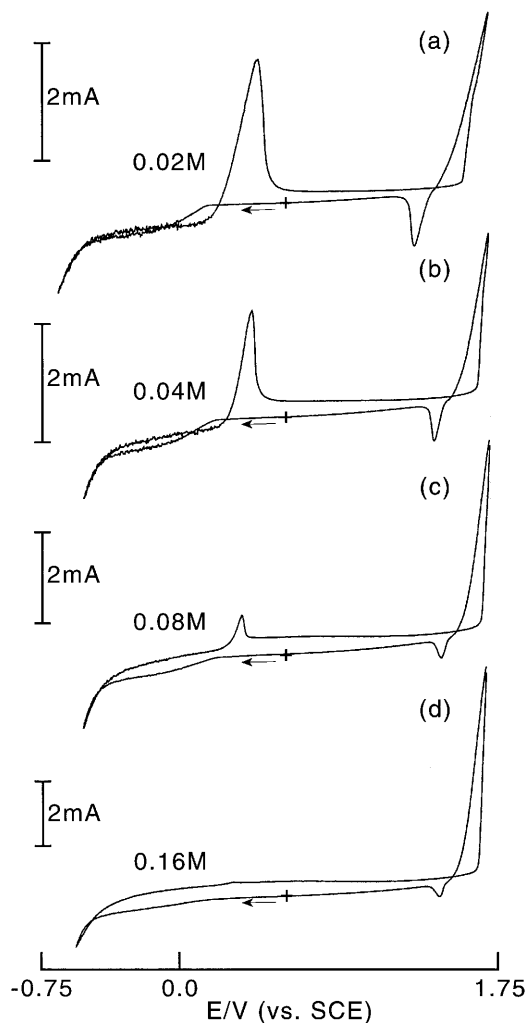 (a)
2mA
0.02M
(b)
2mA
0.04M
(c)
2mA
0.08M
(d)
2mA
0.16M
-0.75 0.0 1.75
E/V (vs. SCE)